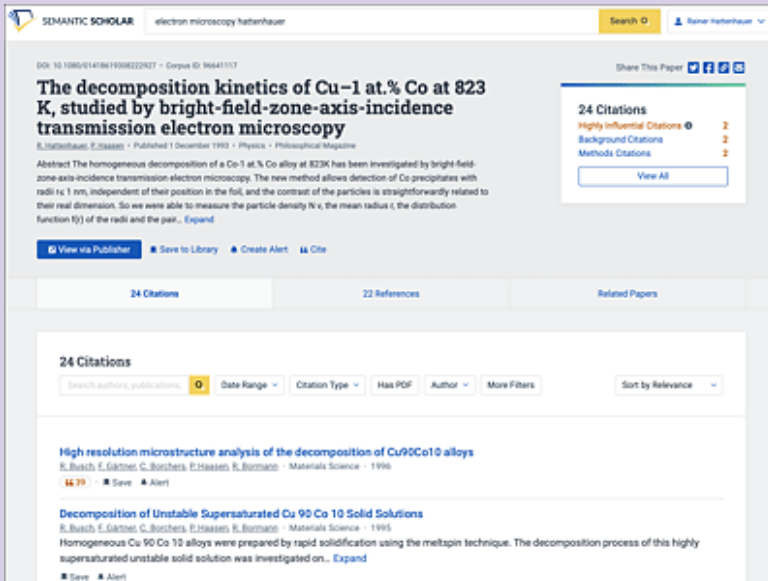 SEMANTIC SCHOLAR
electron microscopy hattenhauer
Search
Rainer Hattenhauer
DOI: 10.1080/01418619308222927 • Corpus ID: 96641117
Share This Paper
The decomposition kinetics of Cu–1 at.% Co at 823
K, studied by bright-field-zone-axis-incidence
transmission electron microscopy
R. Hattenhauer, P. Haasen • Published 1 December 1993 • Physics • Philosophical Magazine
Abstract The homogeneous decomposition of a Co-1 at.% Co alloy at 823K has been investigated by bright-field-
zone-axis-incidence transmission electron microscopy. The new method allows detection of Co precipitates with
radii 1 nm, independent of their position in the foil, and the contrast of the particles is straightforwardly related to
their real dimension. So we were able to measure the particle density N v, the mean radius r, the distribution
function f(r) of the radii and the pair... Expand
24 Citations
Highly Influential Citations 2
Background Citations 2
Methods Citations 2
View All
View via Publisher
Save to Library
Create Alert
Cite
24 Citations
22 References
Related Papers
24 Citations
Search authors, publications,
Date Range
Citation Type
Has PDF
Author
More Filters
Sort by Relevance
High resolution microstructure analysis of the decomposition of Cu90Co10 alloys
R. Busch, F. Gärtner, C. Borchers, P. Haasen, R. Bormann • Materials Science • 1996
39 • Save Alert
Decomposition of Unstable Supersaturated Cu 90 Co 10 Solid Solutions
R. Busch, F. Gärtner, C. Borchers, P. Haasen, R. Bormann • Materials Science • 1995
Homogeneous Cu 90 Co 10 alloys were prepared by rapid solidification using the meltspin technique. The decomposition process of this highly
supersaturated unstable solid solution was investigated on... Expand
Save Alert